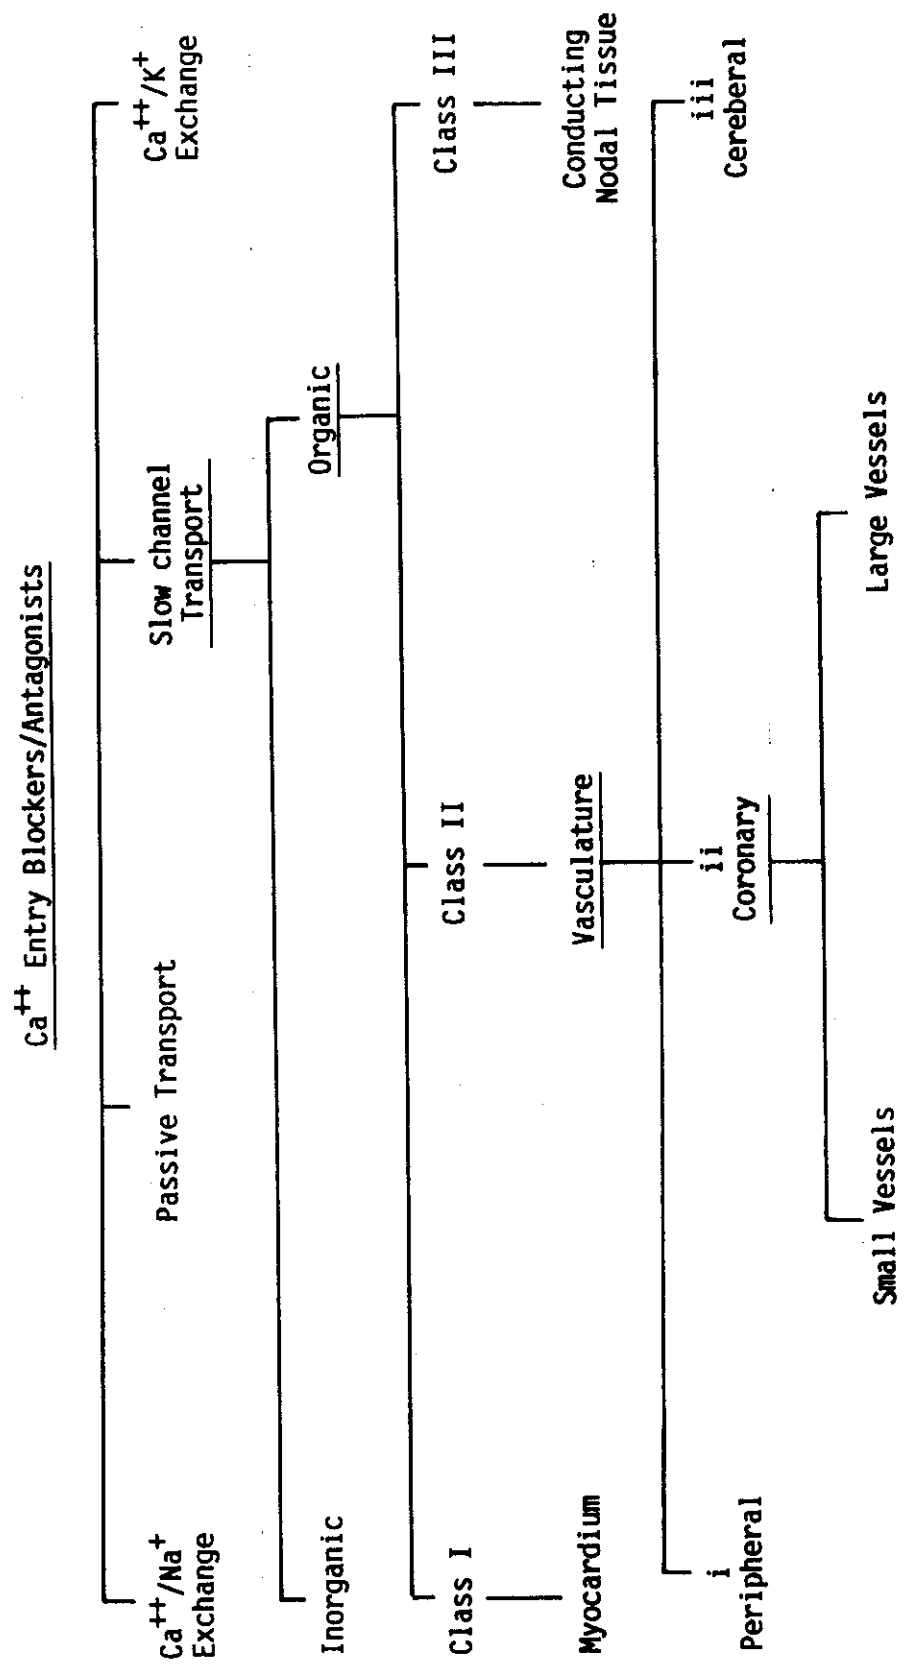 Ca++ Entry Blockers/Antagonists
Ca++/Na+
Exchange
Passive Transport
Slow channel
Transport
Ca++/K+
Exchange
Inorganic
Organic
Class I
Class II
Class III
Myocardium
Vasculature
Conducting
Nodal Tissue
i
Peripheral
ii
Coronary
iii
Cereberal
Small Vessels
Large Vessels